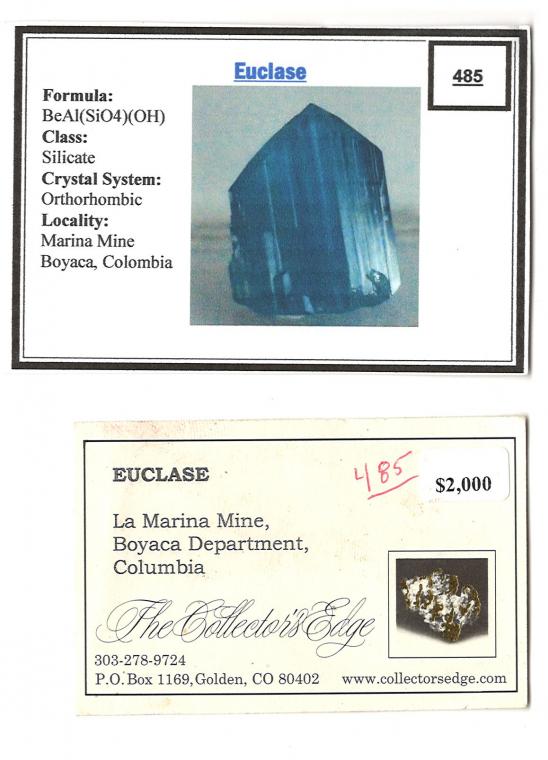 Euclase
485
Formula:
BeAl(SiO4)(OH)
Class:
Silicate
Crystal System:
Orthorhombic
Locality:
Marina Mine
Boyaca, Colombia
EUCLASE
485
$2,000
La Marina Mine,
Boyaca Department,
Columbia
The Collector's Edge
303-278-9724
P.O. Box 1169, Golden, CO 80402 www.collectorsedge.com